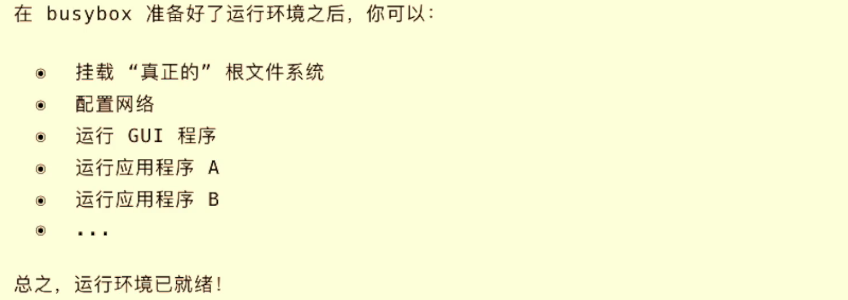 在 busybox 准备好了运行环境之后，你可以：
◉ 挂载 “真正的” 根文件系统
◉ 配置网络
◉ 运行 GUI 程序
◉ 运行应用程序 A
◉ 运行应用程序 B
◉ ...
总之，运行环境已就绪！